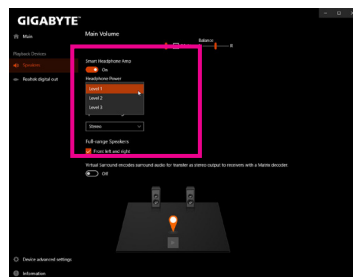 GIGABYTE™
Main
Main Volume
Balance
R
Playback Devices
Smart Headphone Amp
Speakers
On
Realtek digital out
Headphone Power
Level 1
Level 2
Level 3
Stereo
Full-range Speakers
Front left and right
Virtual Surround encodes surround audio for transfer as stereo output to receivers with a Matrix decoder.
Off
Device advanced settings
Information